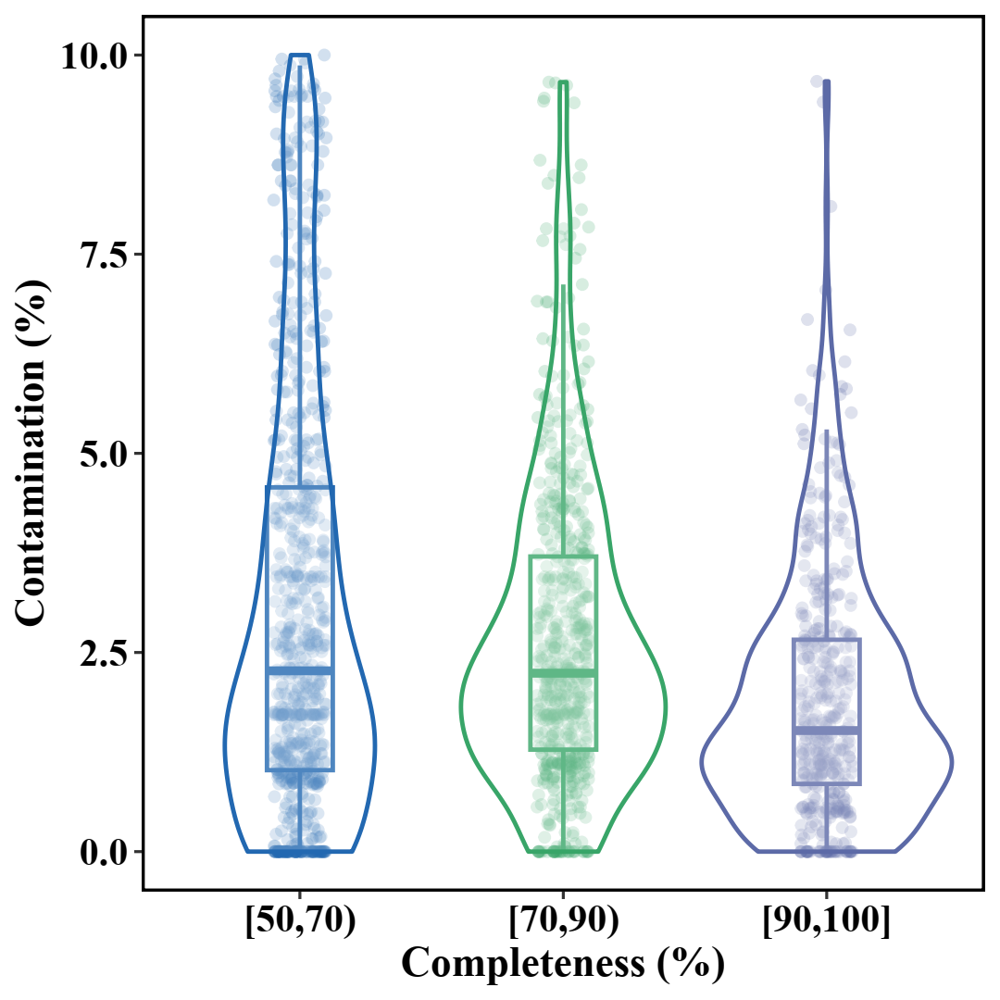 Contamination (%)
10.0
7.5
5.0
2.5
0.0
[50,70) [70,90) [90,100]
Completeness (%)